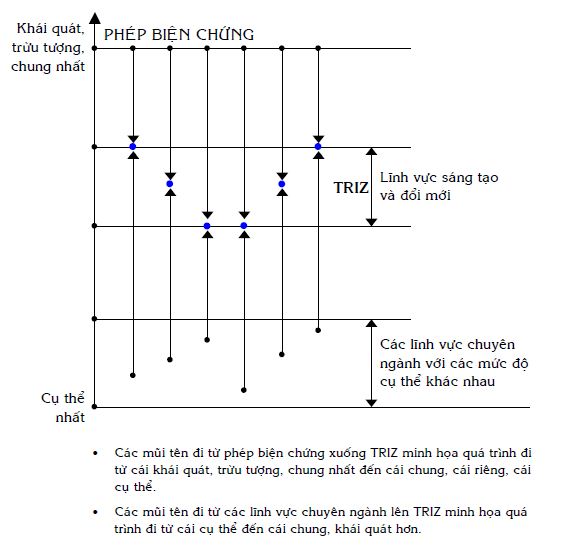 Khái quát,
trừu tượng,
chung nhất
PHÉP BIỆN CHỨNG
TRIZ
Lĩnh vực sáng tạo
và đổi mới
Các lĩnh vực chuyên
ngành với các mức độ
cụ thể khác nhau
Cụ thể
nhất
• Các mũi tên đi từ phép biện chứng xuống TRIZ minh họa quá trình đi
từ cái khái quát, trừu tượng, chung nhất đến cái chung, cái riêng, cái
cụ thể.
• Các mũi tên đi từ các lĩnh vực chuyên ngành lên TRIZ minh họa quá
trình đi từ cái cụ thể đến cái chung, khái quát hơn.